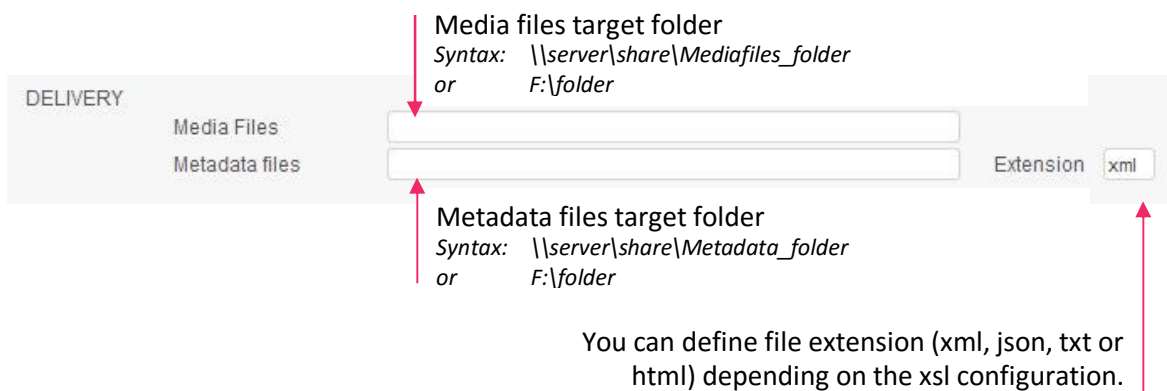 Media files target folder
Syntax: \\server\share\Mediafiles_folder
or F:\folder
DELIVERY
Media Files
Metadata files Extension xml
Metadata files target folder
Syntax: \\server\share\Metadata_folder
or F:\folder
You can define file extension (xml, json, txt or
html) depending on the xsl configuration.